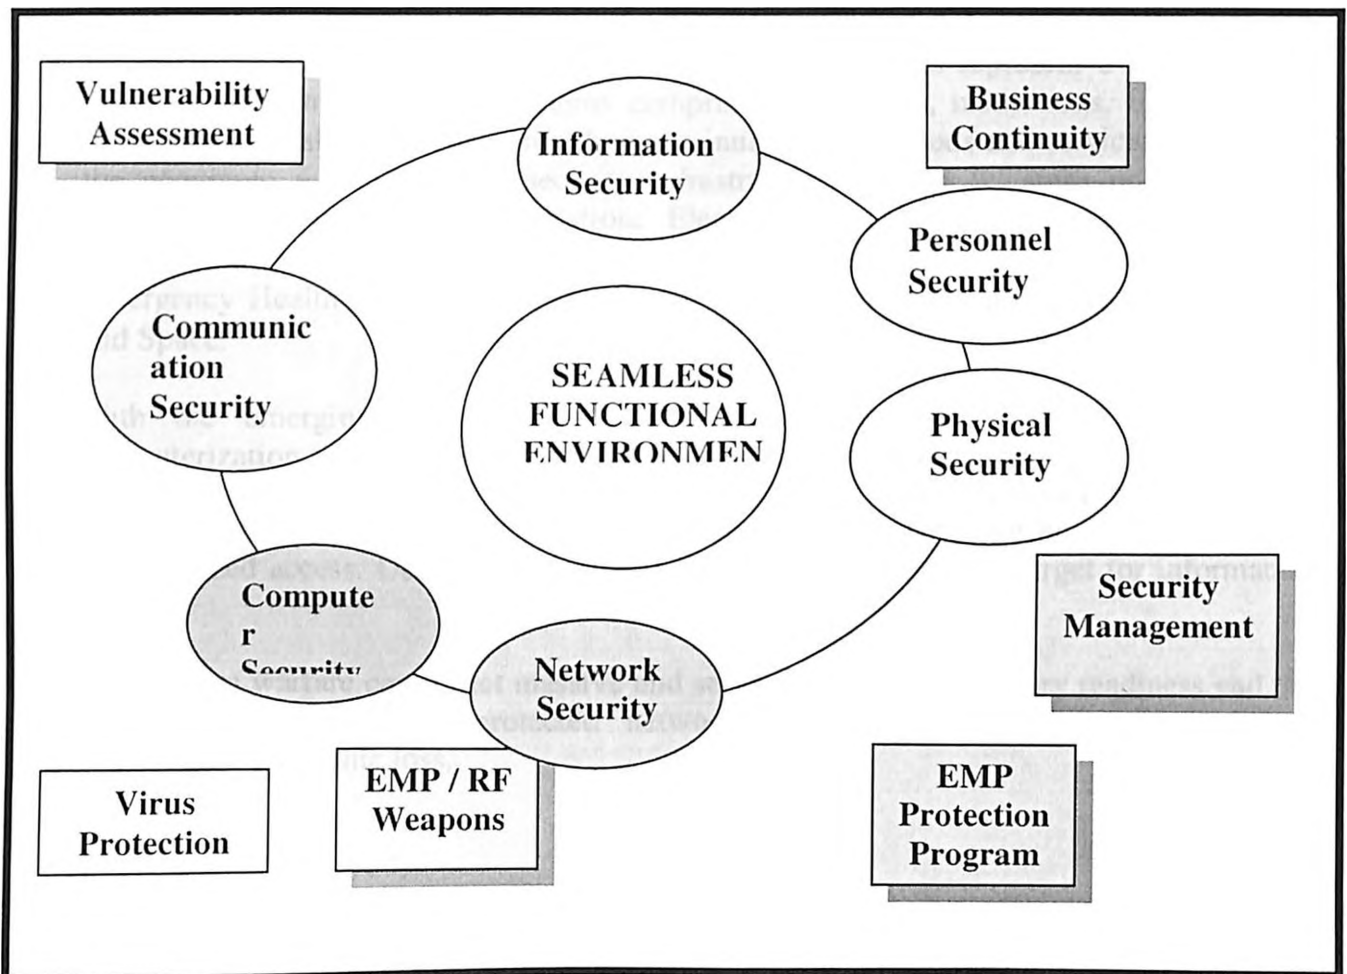 Vulnerability
Assessment
Business
Continuity
Information
Security
Personnel
Security
Communic
ation
Security
SEAMLESS
FUNCTIONAL
ENVIRONMEN
Physical
Security
Compute
r
Security
Network
Security
Security
Management
Virus
Protection
EMP / RF
Weapons
EMP
Protection
Program